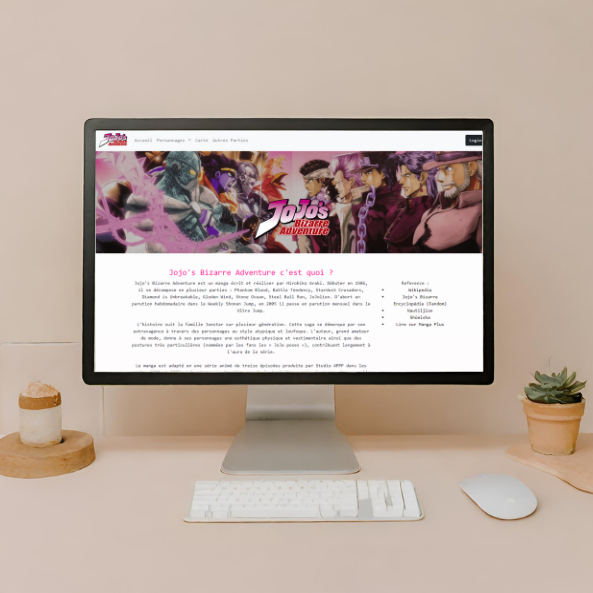 JoJo's Bizarre Adventure
Accueil Personnages Carte Autres Parties
Login
JoJo's
Bizarre
Adventure
Jojo's Bizarre Adventure c'est quoi ?
Jojo's Bizarre Adventure est un manga écrit et réaliser par Hirohiko Araki. Débuter en 1986,
il se décompose en plusieur parties : Phantom Blood, Battle Tendency, Stardust Crusaders,
Diamond is Unbreakable, Golden Wind, Stone Ocean, Steel Ball Run, JoJolion. D'abort en
parution hebdomadaire dans le Weekly Shonen Jump, en 2005 il passe en parution mensuel dans le
Ultra Jump.
L'histoire suit la famille Joestar sur plusieur génération. Cette saga se démarque par son
extravagance à travers des personnages au style atypique et loufoque. L'auteur, grand amateur
de mode, donne à ses personnages une esthétique physique et vestimentaire ainsi que des
postures très particulières (nommées par les fans les « JoJo poses »), contribuant largement à
l'aura de la série.
Le manga est adapté en une série animé de treize épisodes produite par Studio APPP dans les
Reference :
Wikipedia
Jojo's Bizarre
Encyclopédia (Fandom)
Nautiljon
Shueisha
Lire sur Manga Plus